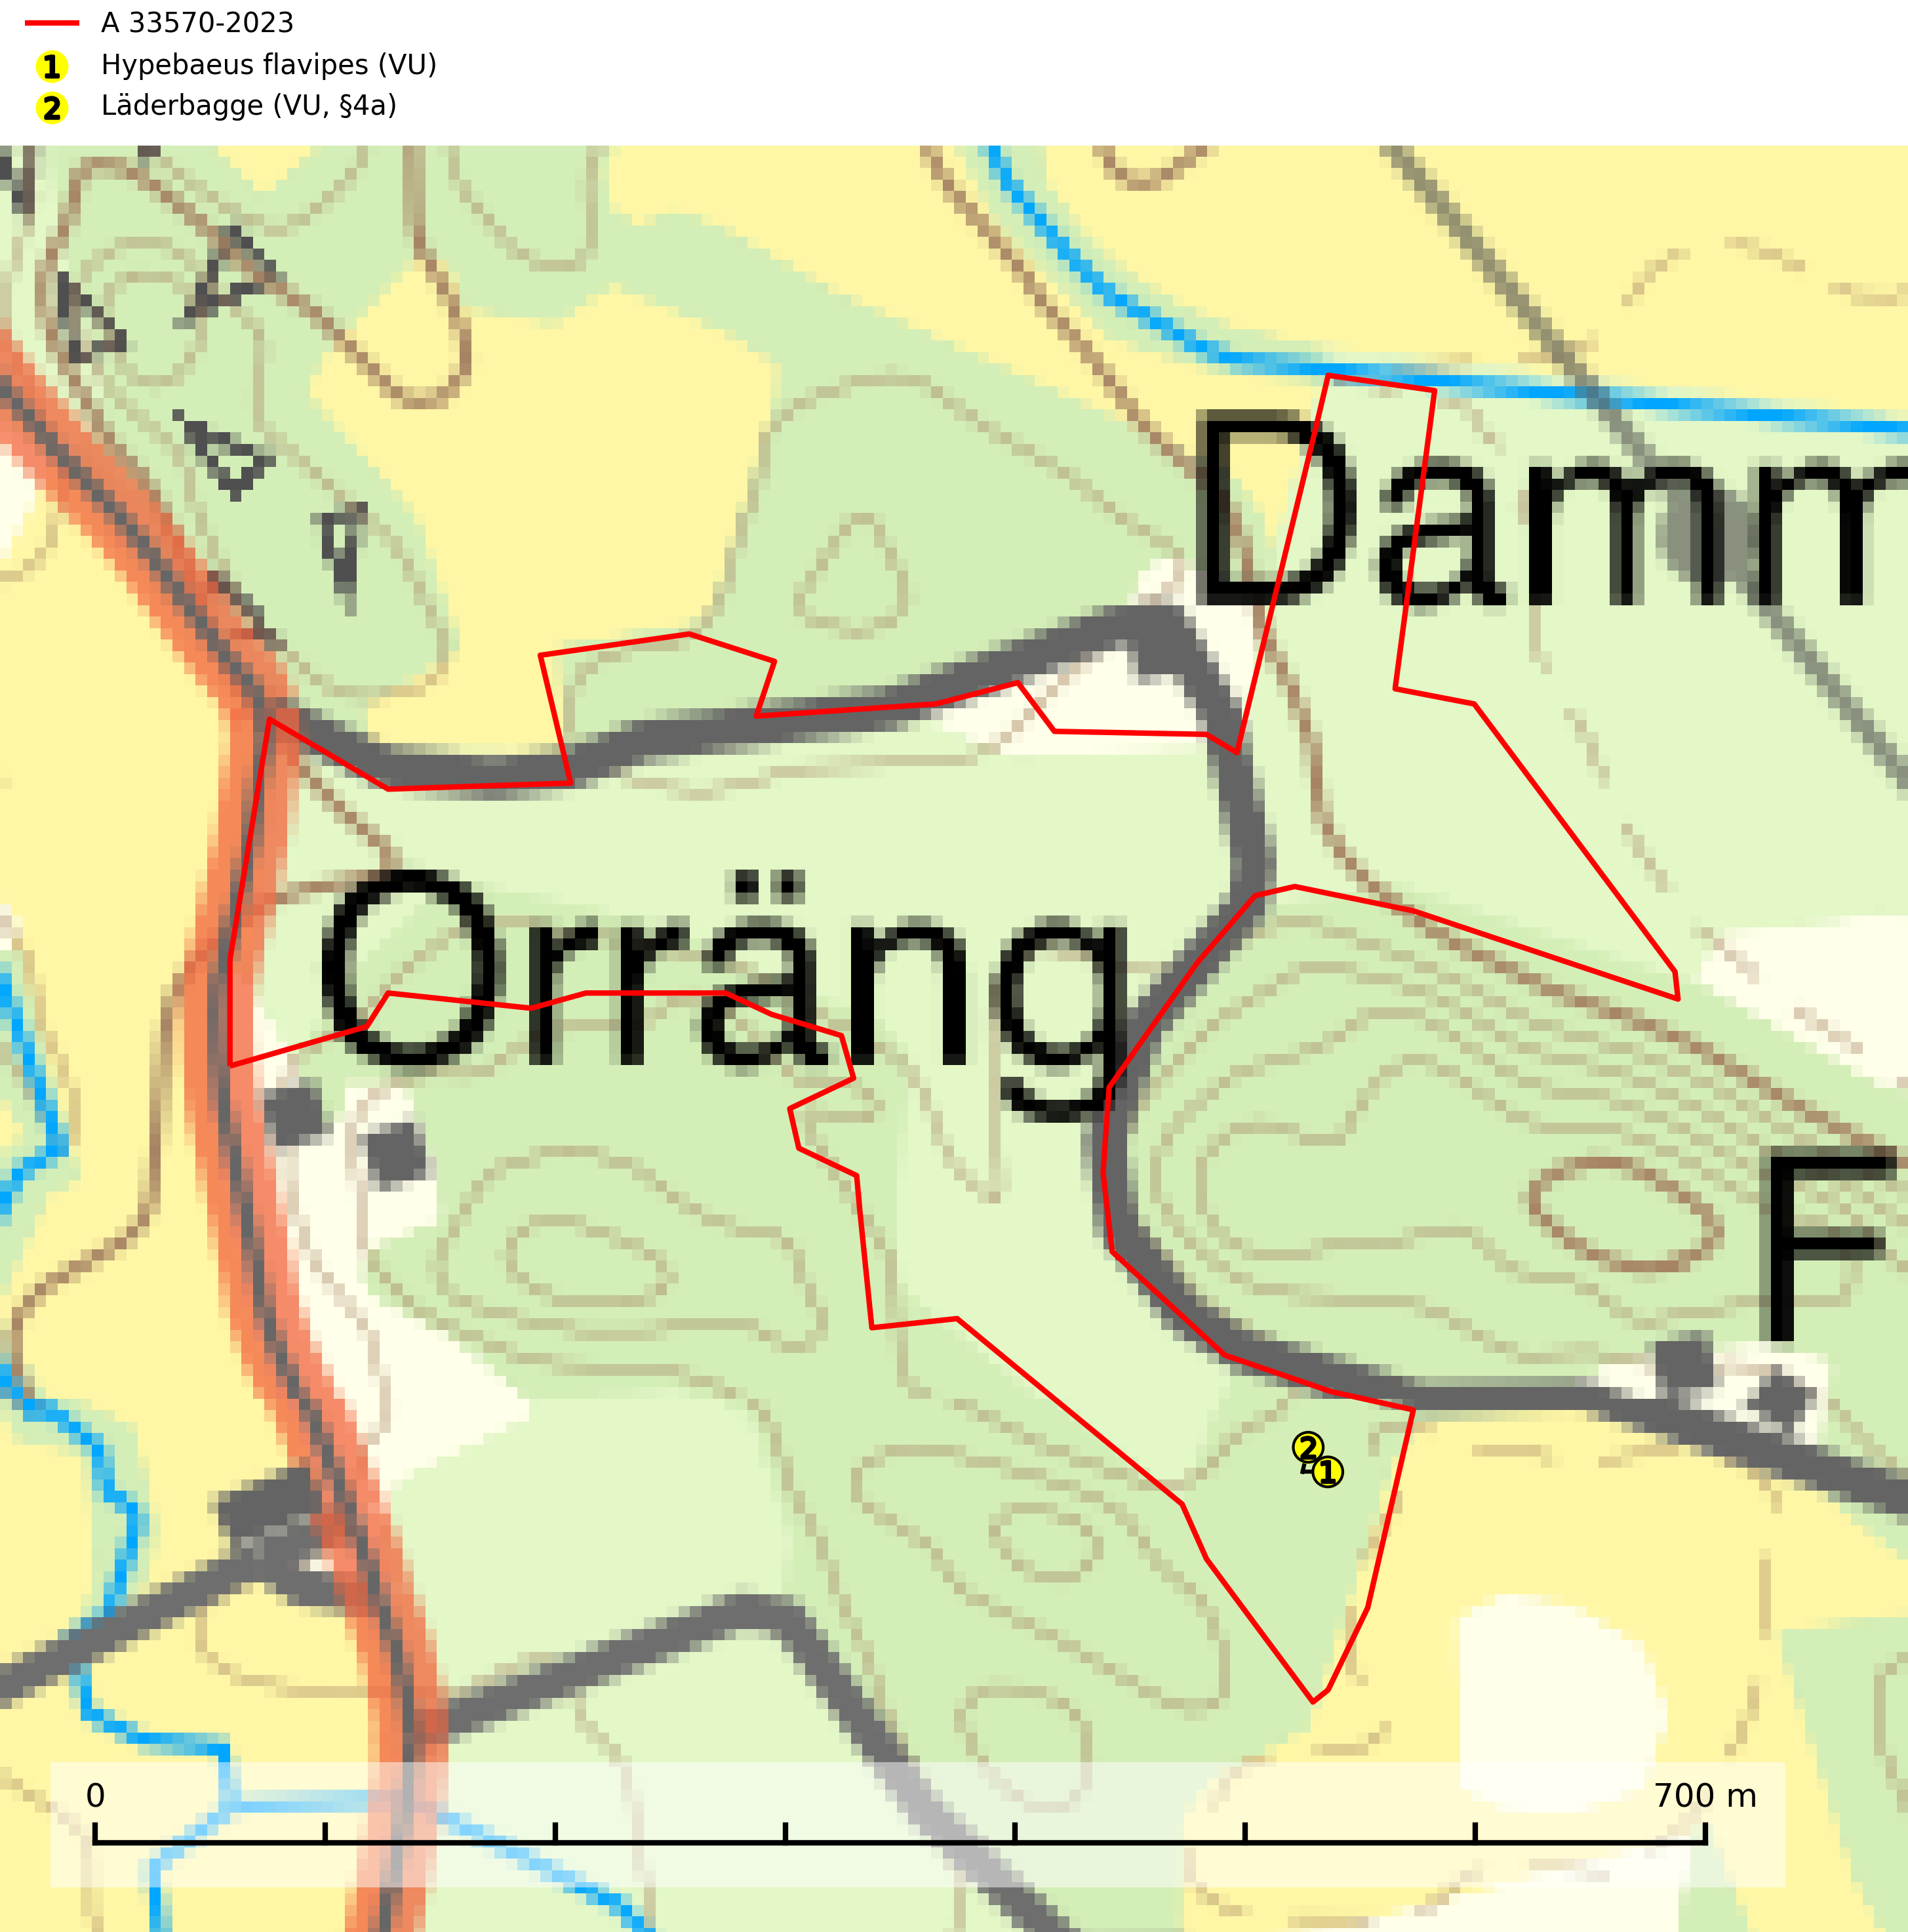 A 33570-2023
1 Hypebaeus flavipes (VU)
2 Läderbagge (VU, §4a)
Damm
Orräng
F
2
1
0 700 m